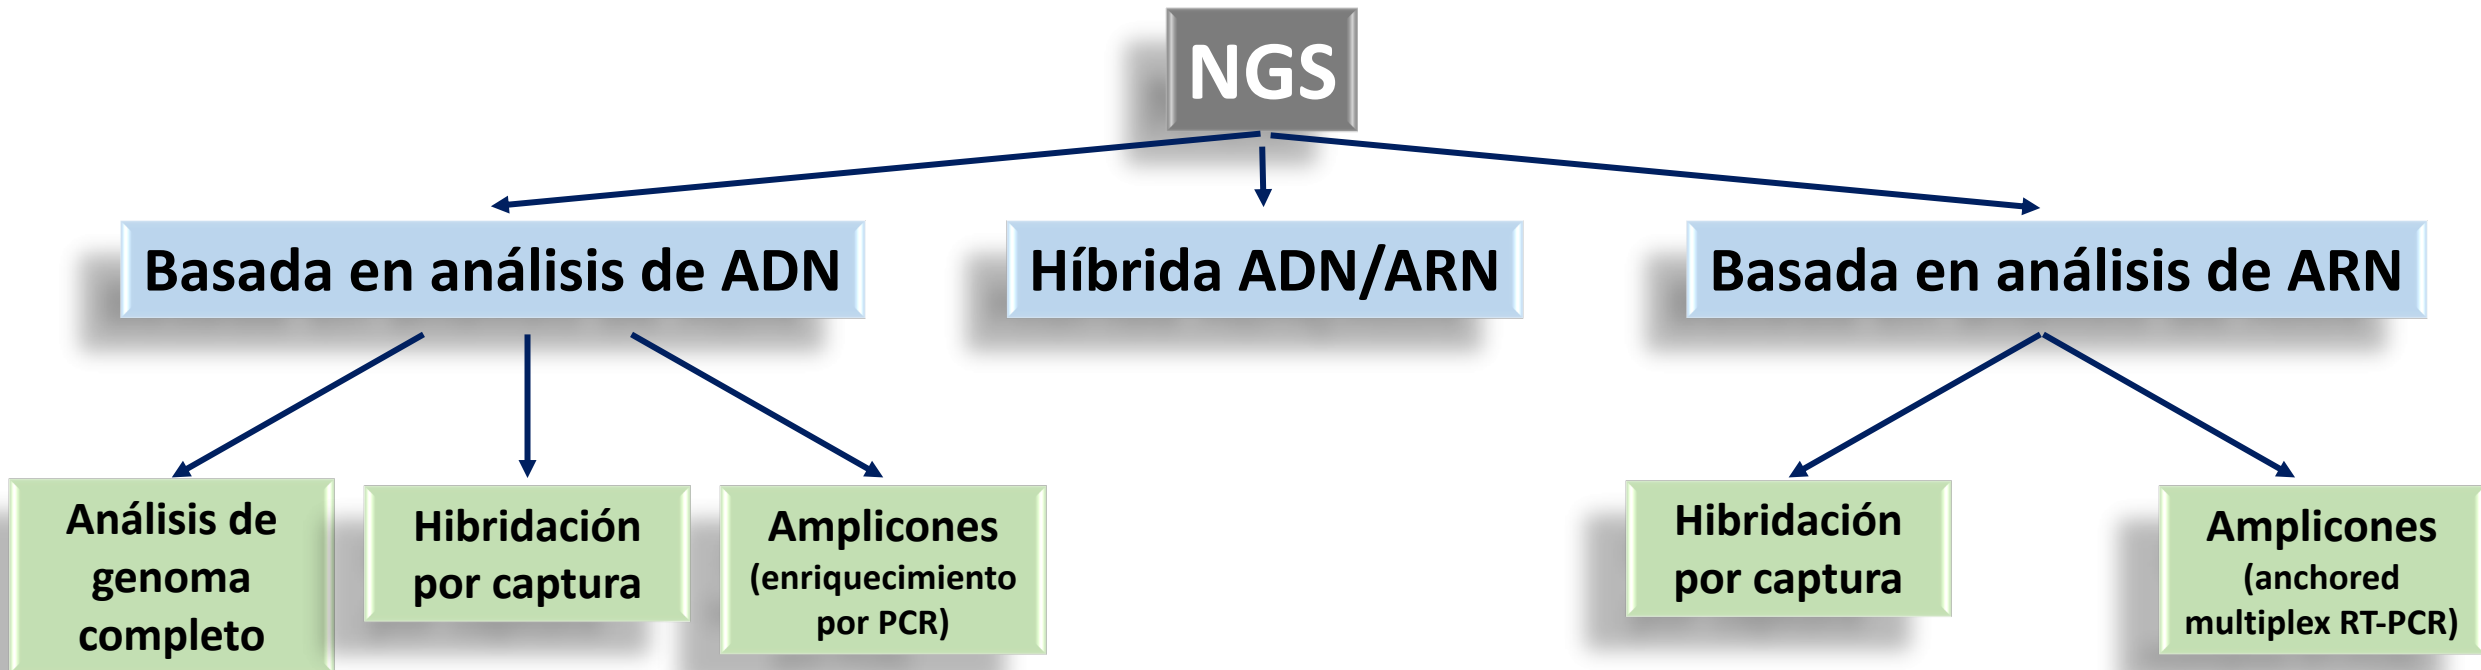 NGS
Basada en análisis de ADN
Híbrida ADN/ARN
Basada en análisis de ARN
Análisis de
genoma
completo
Hibridación
por captura
Amplicones
(enriquecimiento
por PCR)
Hibridación
por captura
Amplicones
(anchored
multiplex RT-PCR)